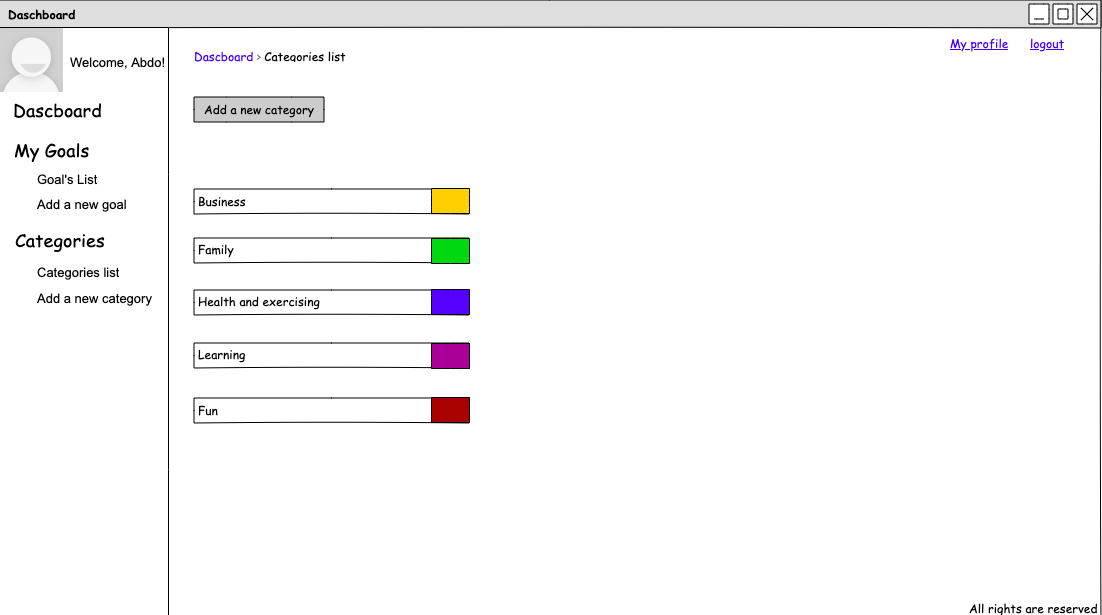 Daschboard
Welcome, Abdo!
Dascboard
My Goals
Goal's List
Add a new goal
Categories
Categories list
Add a new category
My profile logout
Dascboard > Categories list
Add a new category
Business
Family
Health and exercising
Learning
Fun
All rights are reserved